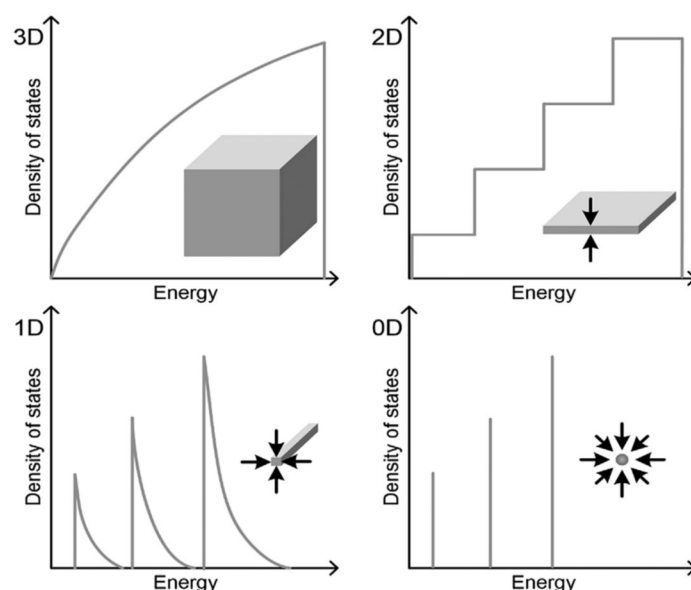 3D
Density of states
Energy
2D
Density of states
Energy
1D
Density of states
Energy
0D
Density of states
Energy